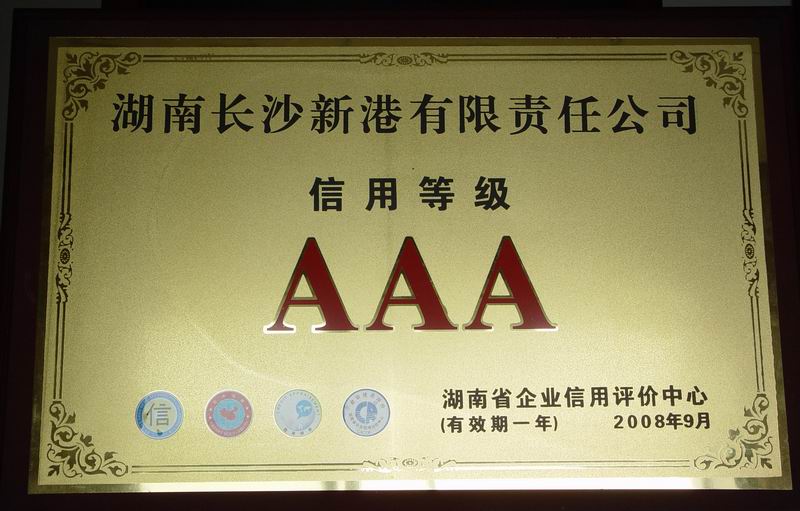 湖南长沙新港有限责任公司
信用等级
AAA
信
湖南省企业信用评价中心
(有效期一年) 2008年9月